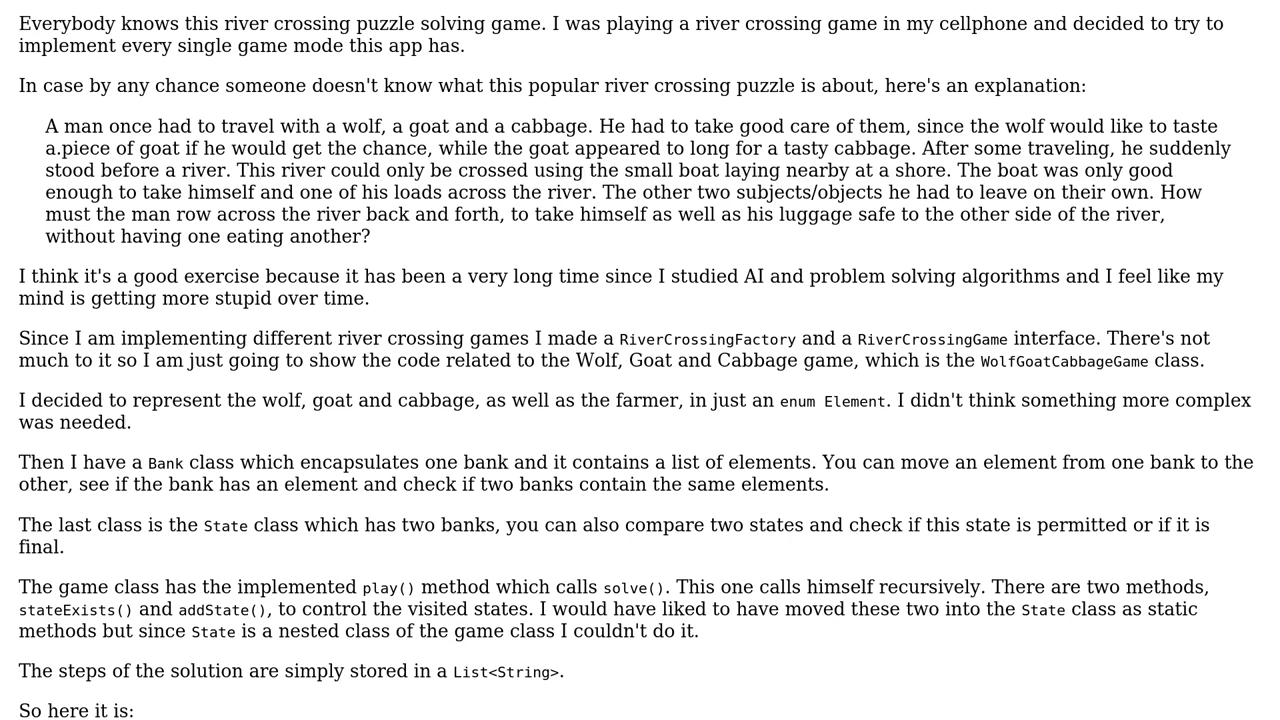 Everybody knows this river crossing puzzle solving game. I was playing a river crossing game in my cellphone and decided to try to
implement every single game mode this app has.
In case by any chance someone doesn't know what this popular river crossing puzzle is about, here's an explanation:
A man once had to travel with a wolf, a goat and a cabbage. He had to take good care of them, since the wolf would like to taste
a.piece of goat if he would get the chance, while the goat appeared to long for a tasty cabbage. After some traveling, he suddenly
stood before a river. This river could only be crossed using the small boat laying nearby at a shore. The boat was only good
enough to take himself and one of his loads across the river. The other two subjects/objects he had to leave on their own. How
must the man row across the river back and forth, to take himself as well as his luggage safe to the other side of the river,
without having one eating another?
I think it's a good exercise because it has been a very long time since I studied AI and problem solving algorithms and I feel like my
mind is getting more stupid over time.
Since I am implementing different river crossing games I made a RiverCrossingFactory and a RiverCrossingGame interface. There's not
much to it so I am just going to show the code related to the Wolf, Goat and Cabbage game, which is the WolfGoatCabbageGame class.
I decided to represent the wolf, goat and cabbage, as well as the farmer, in just an enum Element. I didn't think something more complex
was needed.
Then I have a Bank class which encapsulates one bank and it contains a list of elements. You can move an element from one bank to the
other, see if the bank has an element and check if two banks contain the same elements.
The last class is the State class which has two banks, you can also compare two states and check if this state is permitted or if it is
final.
The game class has the implemented play() method which calls solve(). This one calls himself recursively. There are two methods,
stateExists() and addState(), to control the visited states. I would have liked to have moved these two into the State class as static
methods but since State is a nested class of the game class I couldn't do it.
The steps of the solution are simply stored in a List<String>.
So here it is: